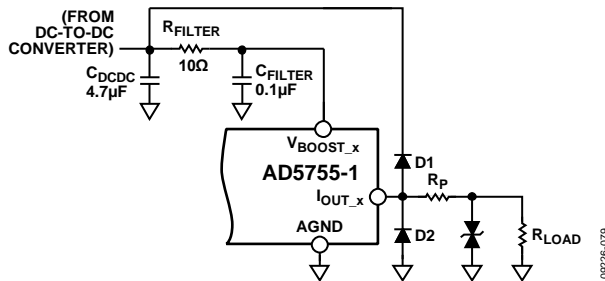 (FROM
DC-TO-DC
CONVERTER)
RFILTER
10Ω
CDCDC
4.7µF
CFILTER
0.1µF
VBOOST_x
AD5755-1
IOUT_x
AGND
D1
RP
D2
RLOAD
09226-079